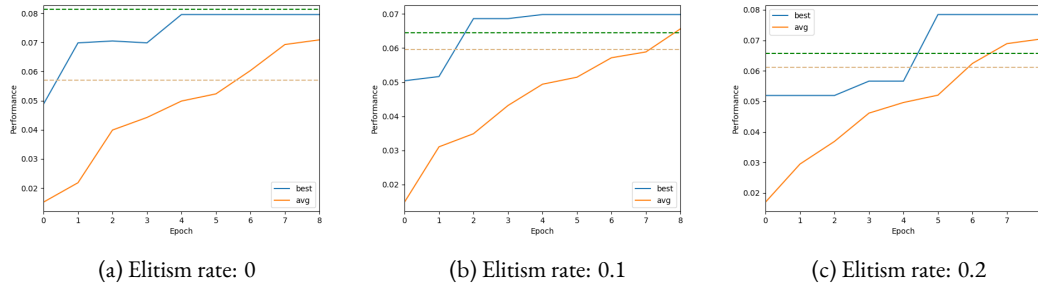 0.08
0.07
0.06
0.05
0.04
0.03
0.02
Performance
0 1 2 3 4 5 6 7 8
Epoch
best
avg
(a) Elitism rate: 0
0.07
0.06
0.05
0.04
0.03
0.02
Performance
0 1 2 3 4 5 6 7 8
Epoch
best
avg
(b) Elitism rate: 0.1
0.08
0.07
0.06
0.05
0.04
0.03
0.02
Performance
0 1 2 3 4 5 6 7
Epoch
best
avg
(c) Elitism rate: 0.2